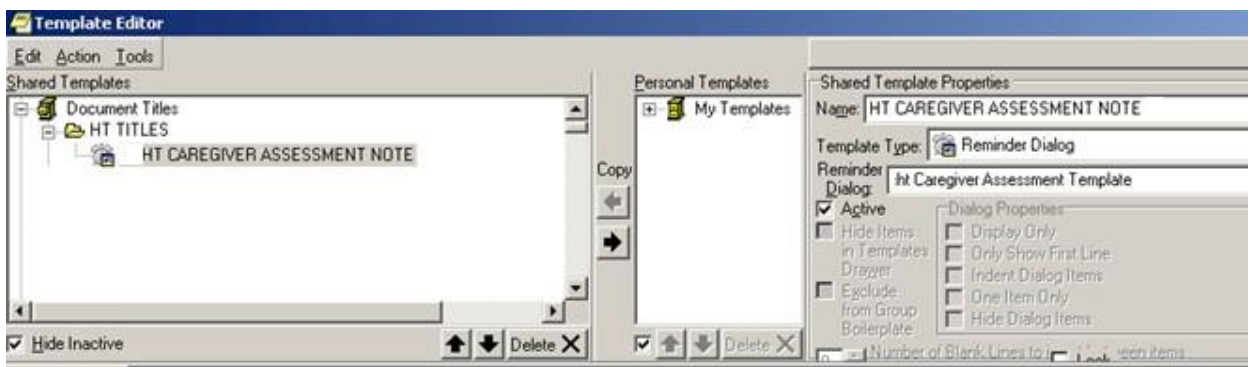 Template Editor
Edit Action Tools
Shared Templates
Document Titles
HT TITLES
HT CAREGIVER ASSESSMENT NOTE
Hide Inactive
Delete
Copy
Personal Templates
My Templates
Delete
Shared Template Properties
Name: HT CAREGIVER ASSESSMENT NOTE
Template Type: Reminder Dialog
Reminder Dialog: ht Caregiver Assessment Template
Active
Hide Items
in Templates
Drawer
Exclude
from Group
Boilerplate
Dialog Properties
Display Only
Only Show First Line
Indent Dialog Items
One Item Only
Hide Dialog Items
Number of Blank Lines to items
Lock